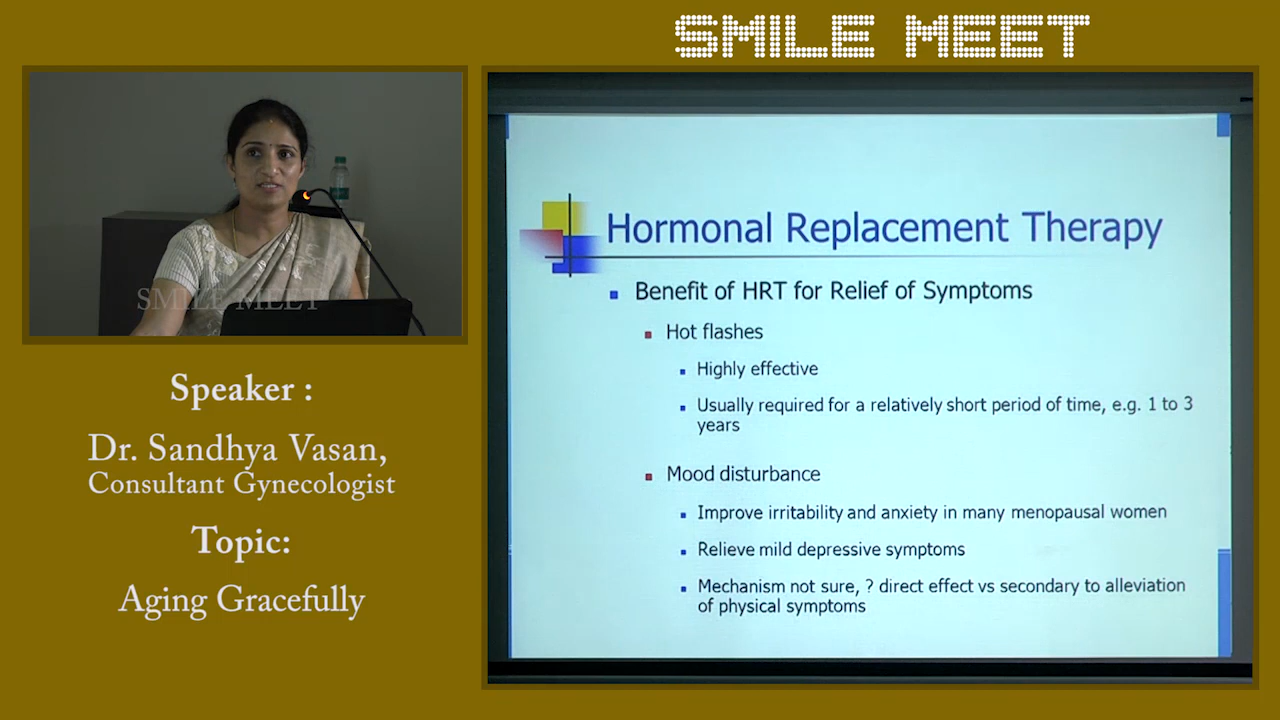 SMILE MEET
SMILE MEET
Speaker :
Dr. Sandhya Vasan,
Consultant Gynecologist
Topic:
Aging Gracefully
Hormonal Replacement Therapy
Benefit of HRT for Relief of Symptoms
Hot flashes
Highly effective
Usually required for a relatively short period of time, e.g. 1 to 3
years
Mood disturbance
Improve irritability and anxiety in many menopausal women
Relieve mild depressive symptoms
Mechanism not sure, ? direct effect vs secondary to alleviation
of physical symptoms